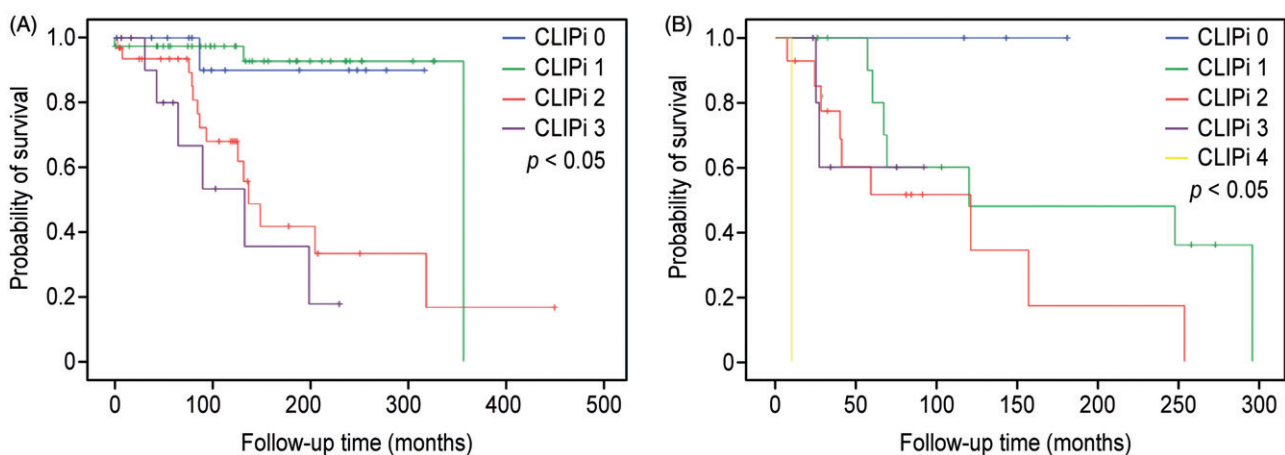 (A)
Probability of survival
1.0
0.8
0.6
0.4
0.2
0
0 100 200 300 400 500
Follow-up time (months)
CLIPi 0
CLIPi 1
CLIPi 2
CLIPi 3
p < 0.05
(B)
Probability of survival
1.0
0.8
0.6
0.4
0.2
0
0 50 100 150 200 250 300
Follow-up time (months)
CLIPi 0
CLIPi 1
CLIPi 2
CLIPi 3
CLIPi 4
p < 0.05